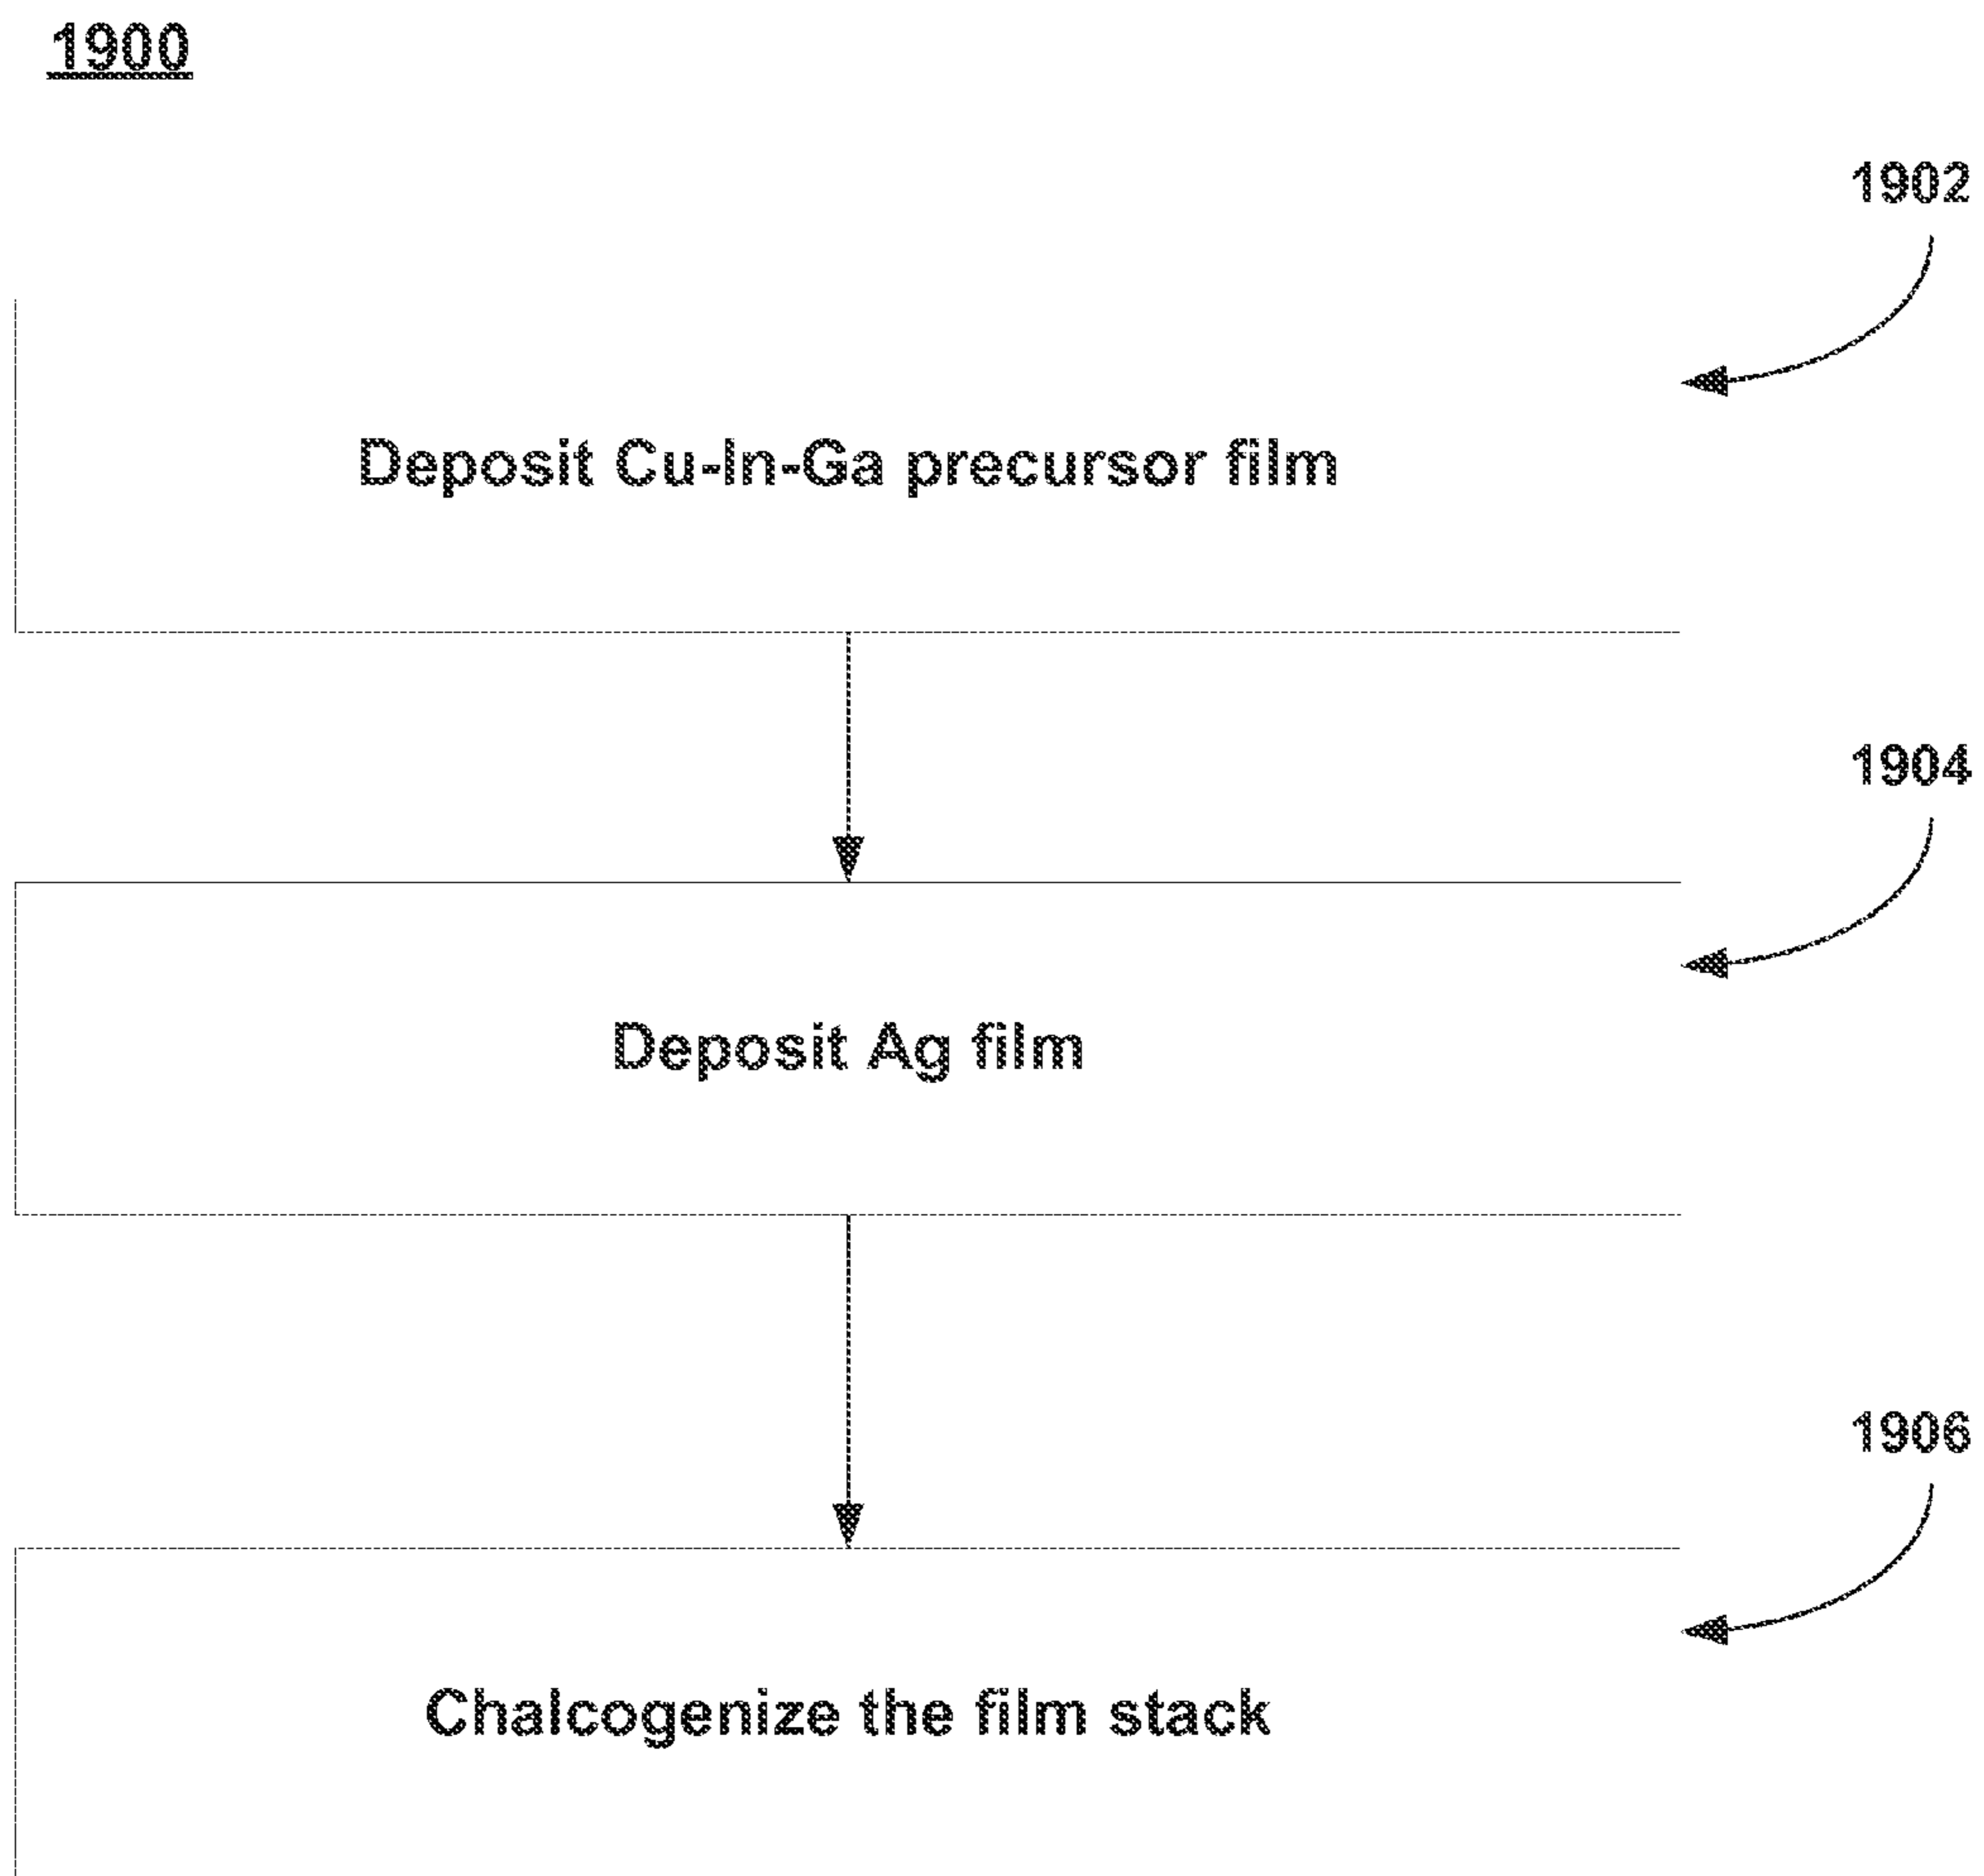 1900
1902
Deposit Cu-In-Ga precursor film
1904
Deposit Ag film
1906
Chalcogenize the film stack